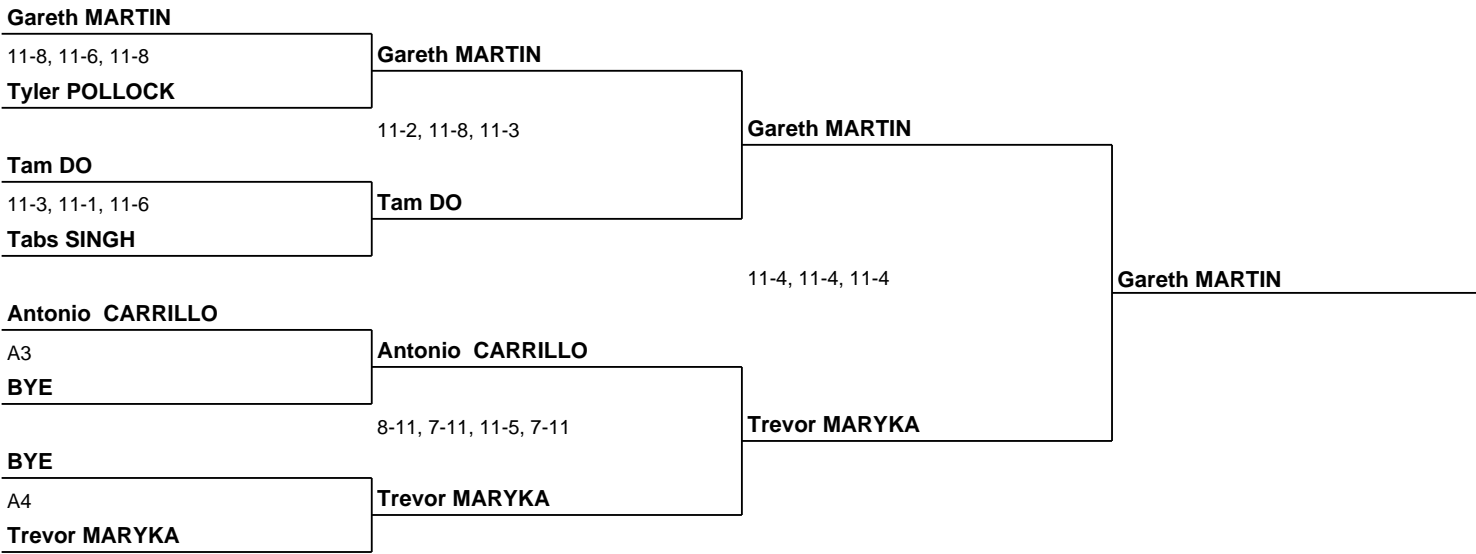 Gareth MARTIN
11-8, 11-6, 11-8
Gareth MARTIN
Tyler POLLOCK
11-2, 11-8, 11-3
Gareth MARTIN
Tam DO
11-3, 11-1, 11-6
Tam DO
Tabs SINGH
11-4, 11-4, 11-4
Gareth MARTIN
Antonio  CARRILLO
A3
Antonio  CARRILLO
BYE
8-11, 7-11, 11-5, 7-11
Trevor MARYKA
BYE
A4
Trevor MARYKA
Trevor MARYKA